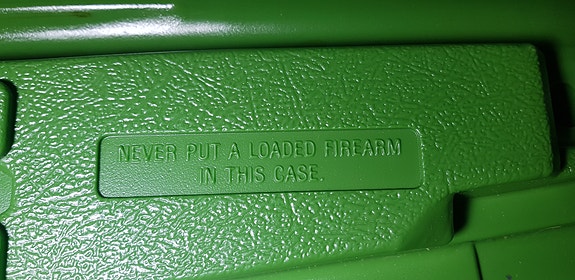 NEVER PUT A LOADED FIREARM
IN THIS CASE.